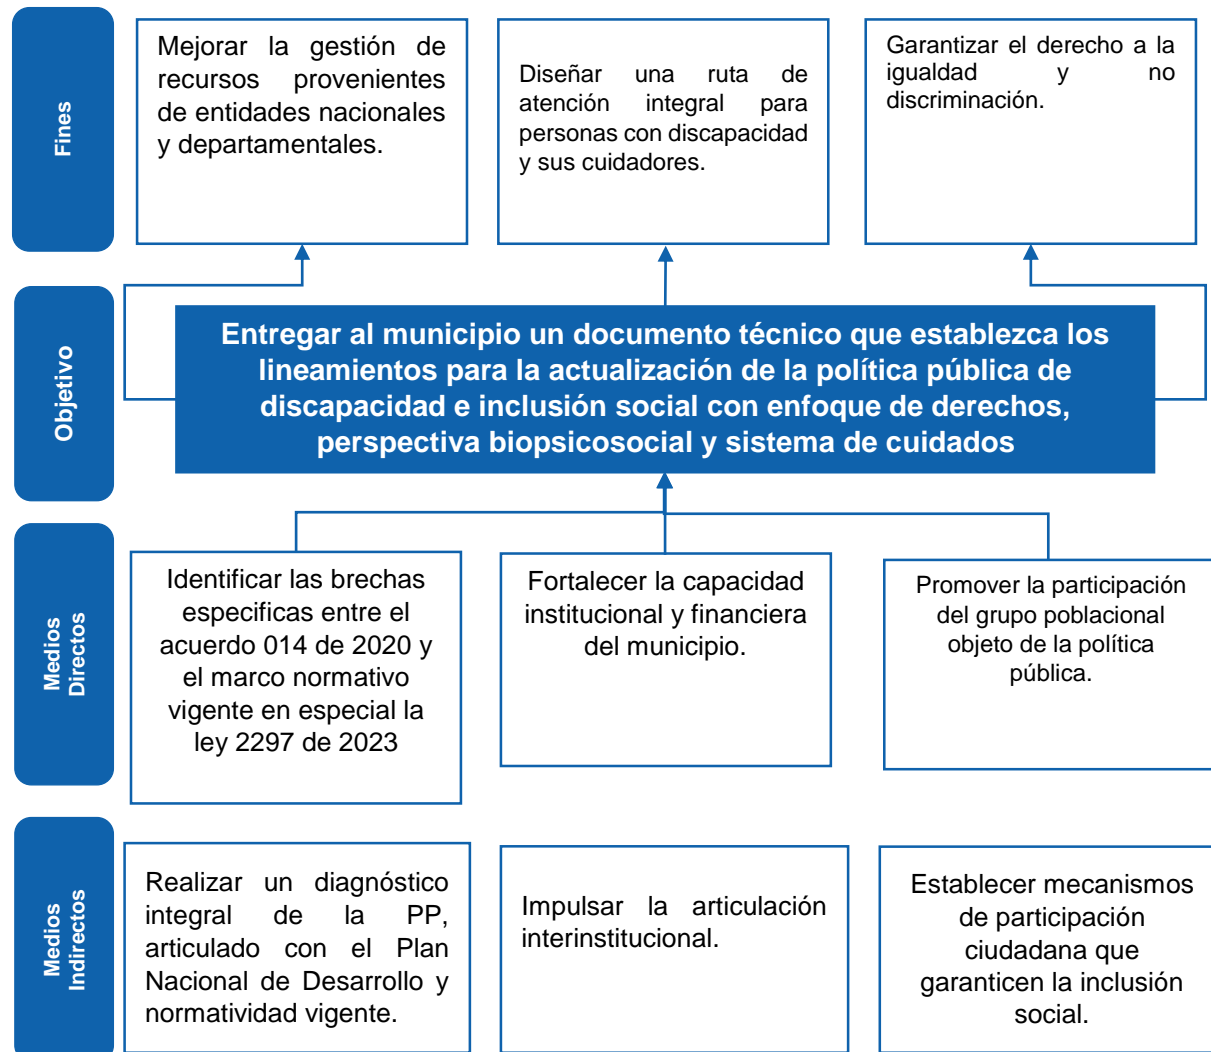 Fines
Mejorar la gestión de
recursos provenientes
de entidades nacionales
y departamentales.
Diseñar una ruta de
atención integral para
personas con discapacidad
y sus cuidadores.
Garantizar el derecho a la
igualdad y no
discriminación.
Objetivo
Entregar al municipio un documento técnico que establezca los
lineamientos para la actualización de la política pública de
discapacidad e inclusión social con enfoque de derechos,
perspectiva biopsicosocial y sistema de cuidados
Medios
Directos
Identificar las brechas
especificas entre el
acuerdo 014 de 2020 y
el marco normativo
vigente en especial la
ley 2297 de 2023
Fortalecer la capacidad
institucional y financiera
del municipio.
Promover la participación
del grupo poblacional
objeto de la política
pública.
Medios
Indirectos
Realizar un diagnóstico
integral de la PP,
articulado con el Plan
Nacional de Desarrollo y
normatividad vigente.
Impulsar la articulación
interinstitucional.
Establecer mecanismos
de participación
ciudadana que
garanticen la inclusión
social.